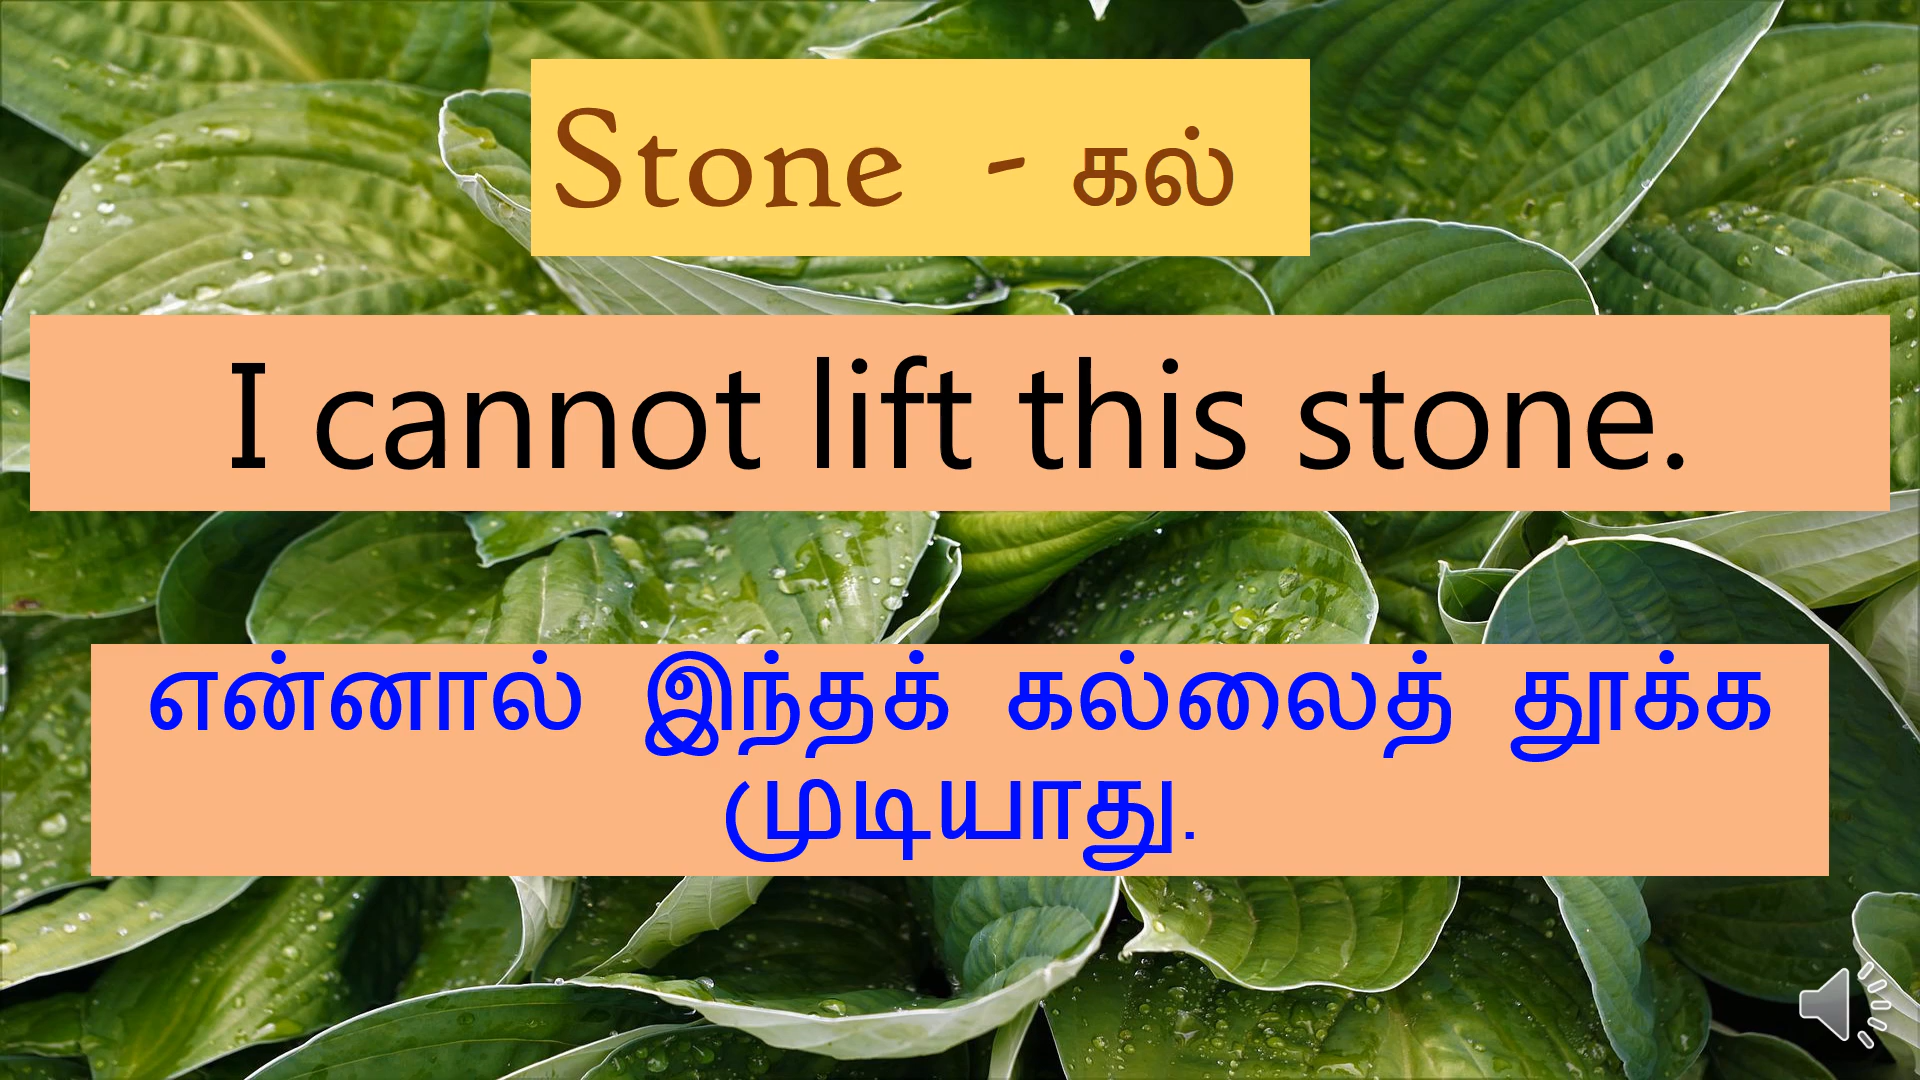 Stone - கல்
I cannot lift this stone.
என்னால் இந்தக் கல்லைத் தூக்க
முடியாது.